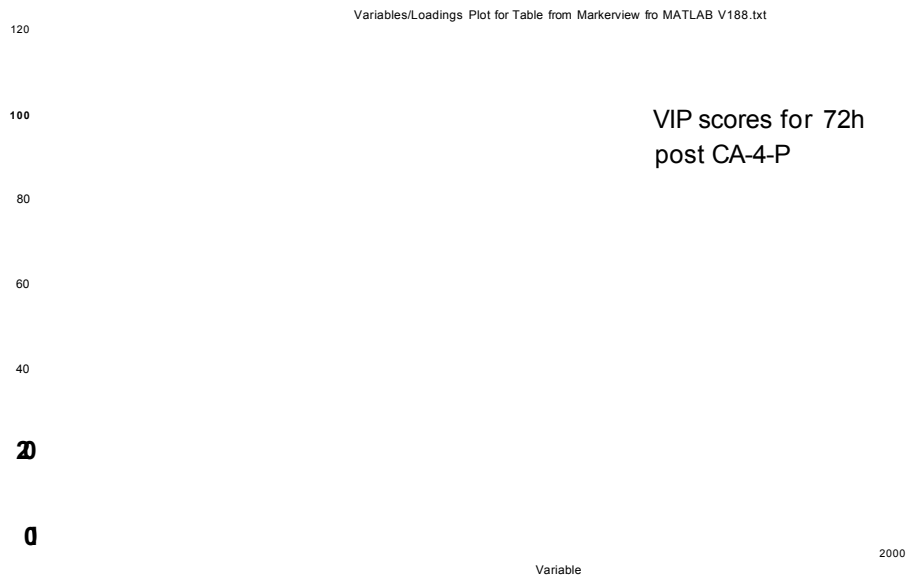 Variables/Loadings Plot for Table from Markerview fro MATLAB V188.txt
120
100
VIP scores for 72h
post CA-4-P
80
60
40
20
0
2000
Variable